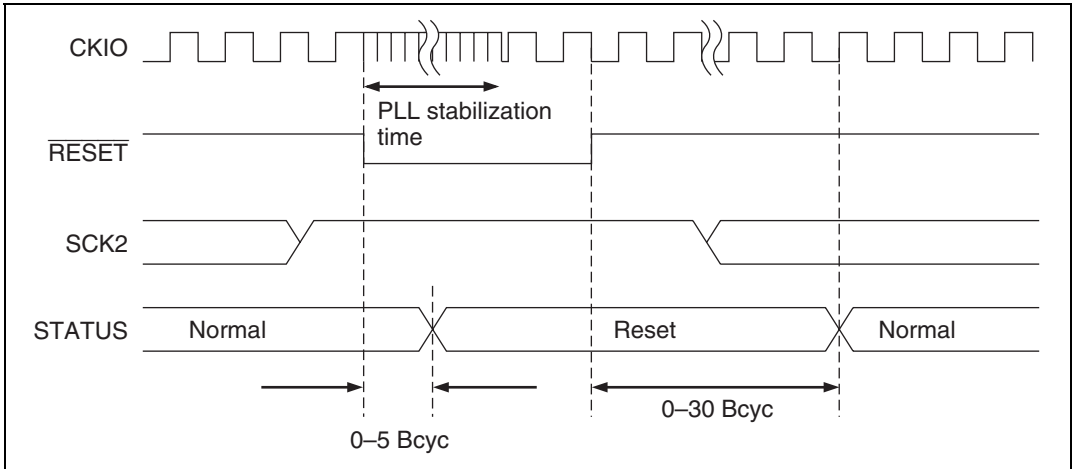 CKIO
PLL stabilization
time
RESET
SCK2
STATUS
Normal
Reset
Normal
0–5 Bcyc
0–30 Bcyc